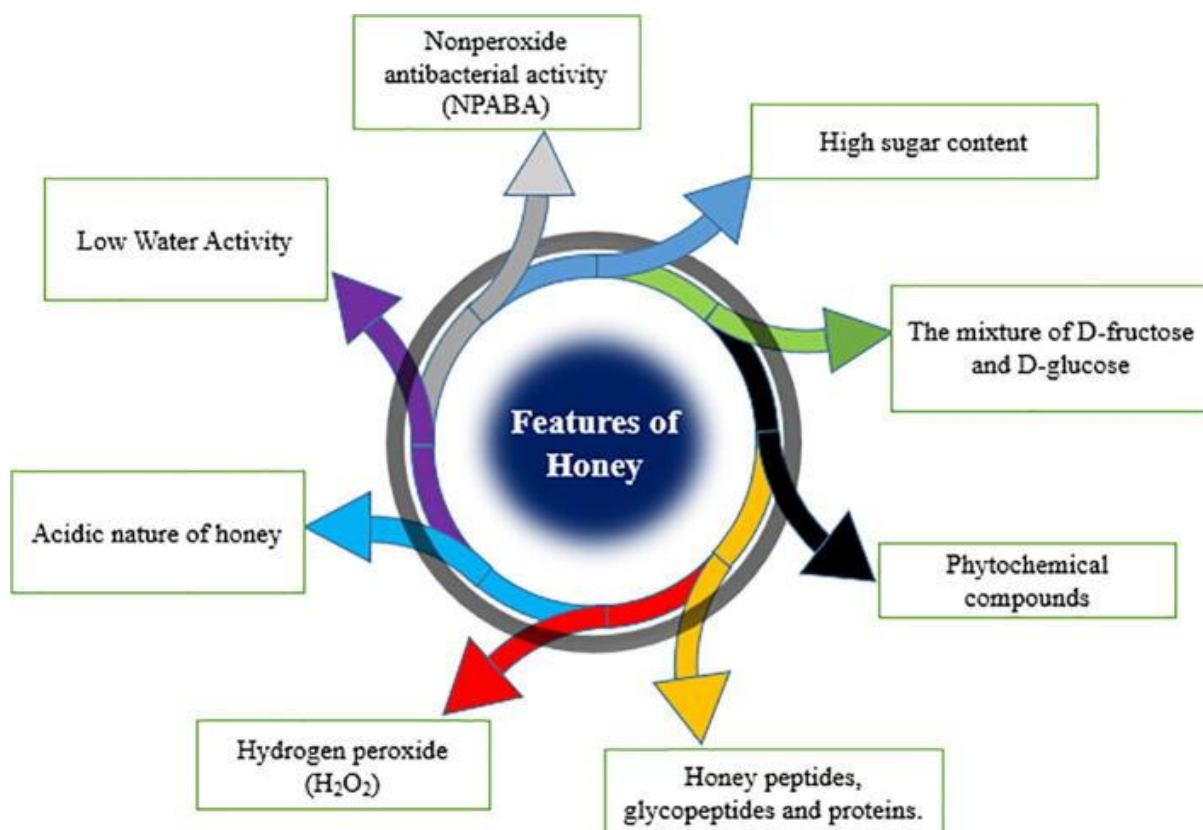 Nonperoxide
antibacterial activity
(NPABA)
High sugar content
Low Water Activity
The mixture of D-fructose
and D-glucose
Features of
Honey
Acidic nature of honey
Phytochemical
compounds
Hydrogen peroxide
(H₂O₂)
Honey peptides,
glycopeptides and proteins.